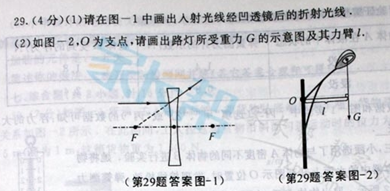 29.(4分)(1)请在图-1中画出入射光线经凹透镜后的折射光线.
(2)如图-2,O为支点,请画出路灯所受重力G的示意图及其力臂l.
F
F
O
l
G
(第29题答案图-1)
(第29题答案图-2)